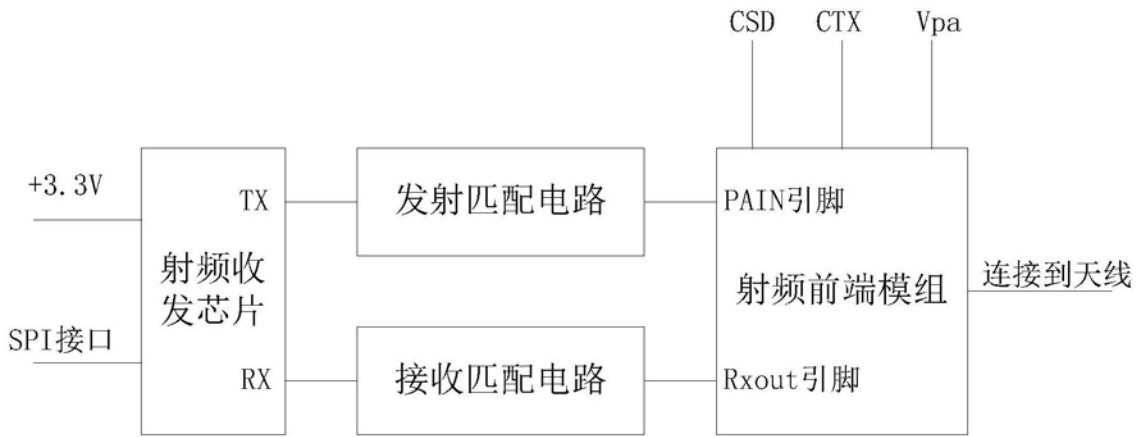 CSD
CTX
Vpa
+3.3V
TX
发射匹配电路
PAIN引脚
射频收
发芯片
射频前端模组
连接到天线
SPI接口
RX
接收匹配电路
Rxout引脚